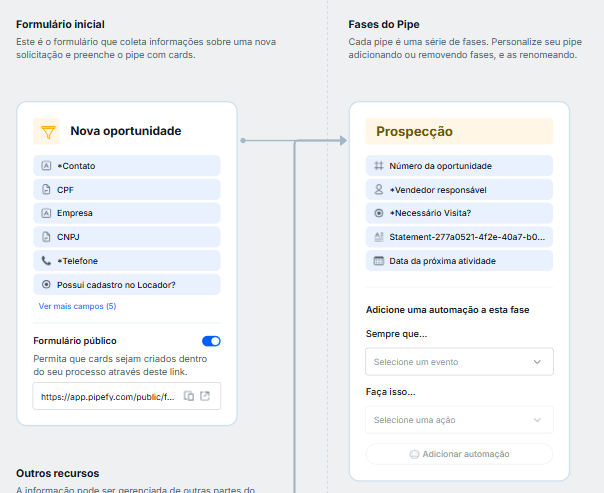 Formulário inicial
Este é o formulário que coleta informações sobre uma nova
solicitação e preenche o pipe com cards.
Nova oportunidade
*Contato
CPF
Empresa
CNPJ
*Telefone
Possui cadastro no Locador?
Ver mais campos (5)
Formulário público
Permita que cards sejam criados dentro
do seu processo através deste link.
https://app.pipefy.com/public/f...
Outros recursos
A informação pode ser gerenciada de outras partes do
Fases do Pipe
Cada pipe é uma série de fases. Personalize seu pipe
adicionando ou removendo fases, e as renomeando.
Prospecção
Número da oportunidade
*Vendedor responsável
*Necessário Visita?
Statement-277a0521-4f2e-40a7-b0...
Data da próxima atividade
Adicione uma automação a esta fase
Sempre que...
Selecione um evento
Faça isso...
Selecione uma ação
Adicionar automação